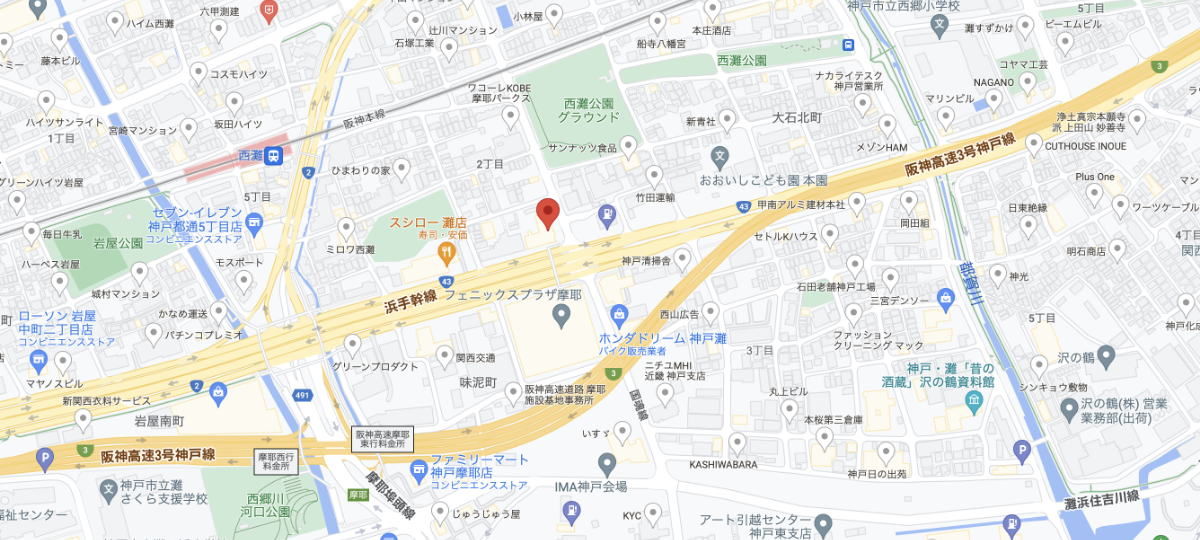 六甲測建
ハイム西灘
辻川マンション
石塚工業
小林屋
本庄酒店
船寺八幡宮
神戸市立西郷小学校
灘すずかけ
5丁目
ビーエムビル
藤本ビル
コスモハイツ
ワコーレKOBE
摩耶パークス
西灘公園
西灘公園
グラウンド
ナカライテスク
神戸営業所
コヤマ工芸
NAGANO
マリンビル
3
ハイツサンライト
1丁目
宮崎マンション
坂田ハイツ
阪神本線
新青社
大石北町
浄土真宗本願寺
派 上田山 妙善寺
西灘
2丁目
サンナッツ食品
メゾンHAM
阪神高速3号神戸線
CUTHOUSE INOUE
グリーンハイツ岩屋
5丁目
2
ひまわりの家
竹田運輸
おおいしこども園 本園
Plus One
セブン-イレブン
神戸都通5丁目店
コンビニエンスストア
スシロー 灘店
寿司・安価
43
甲南アルミ建材本社
岡田組
日東絶縁
ワーツケーブル
毎日牛乳
岩屋公園
ミロワ西灘
セトルKハウス
明石商店
4丁目
ハーベス岩屋
モスポート
神戸清掃舎
都賀川
神光
城村マンション
43
浜手幹線
フェニックスプラザ摩耶
石田老舗神戸工場
三宮デンソー
ローソン 岩屋
中町二丁目店
コンビニエンスストア
かなめ運送
パチンコプレミオ
西山広告
ホンダドリーム 神戸灘
バイク販売業者
ファッション
クリーニング マック
5丁目
神戸化
グリーンプロダクト
関西交通
3丁目
神戸・灘「昔の
酒蔵」沢の鶴資料館
沢の鶴
マヤノスビル
2
味泥町
3
ニチユMHI
近畿 神戸支店
シンキョウ敷物
新関西衣料サービス
491
阪神高速道路 摩耶
施設基地事務所
国魂線
丸上ビル
沢の鶴(株) 営業
業務部(出荷)
岩屋南町
本桜第三倉庫
3
阪神高速3号神戸線
阪神高速摩耶
東行料金所
摩耶西行
料金所
いすゞ
KASHIWABARA
神戸日の出苑
ファミリーマート
神戸摩耶店
コンビニエンスストア
神戸市立灘
さくら支援学校
西郷川
河口公園
摩耶
摩耶埠頭線
IMA神戸会場
灘浜住吉川線
福祉センター
じゅうじゅう屋
KYC
アート引越センター
神戸東支店